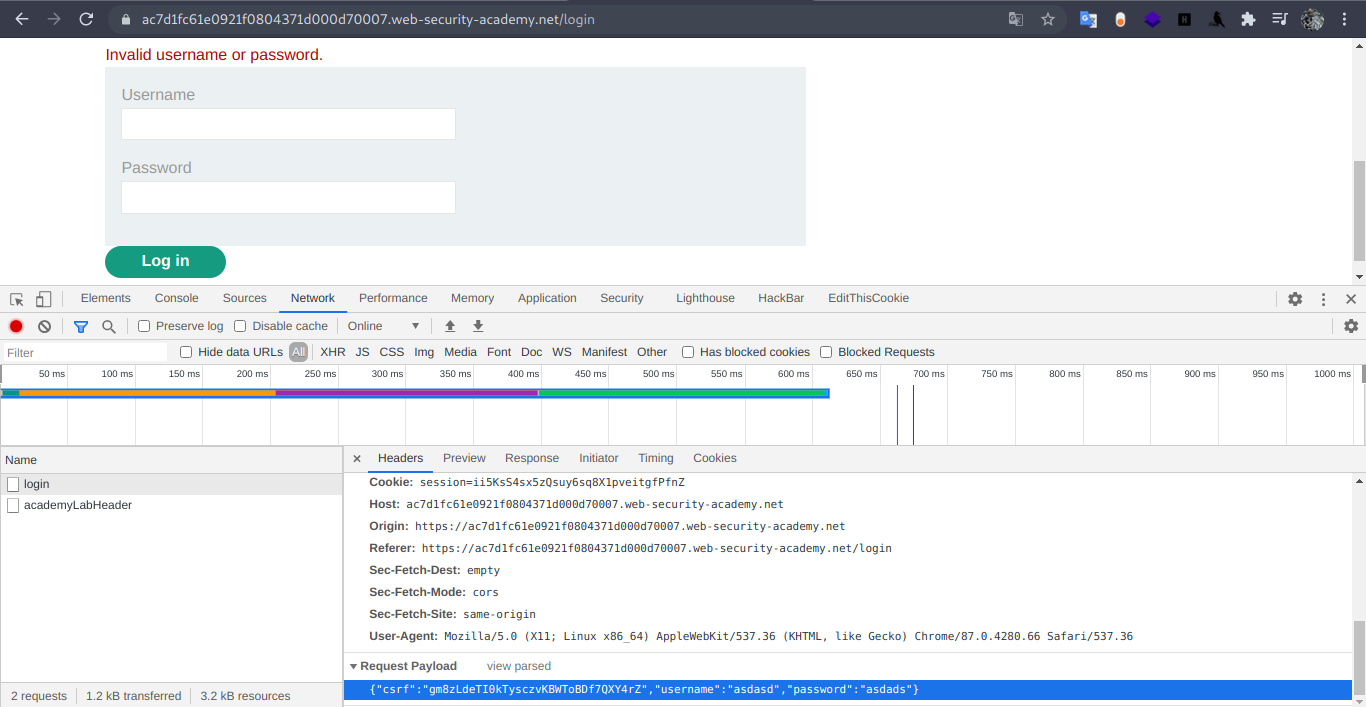 ac7d1fc61e0921f0804371d000d70007.web-security-academy.net/login
Invalid username or password.
Username
Password
Log in
Elements Console Sources Network Performance Memory Application Security Lighthouse HackBar EditThisCookie
Preserve log Disable cache Online
Filter Hide data URLs All XHR JS CSS Img Media Font Doc WS Manifest Other Has blocked cookies Blocked Requests
50 ms 100 ms 150 ms 200 ms 250 ms 300 ms 350 ms 400 ms 450 ms 500 ms 550 ms 600 ms 650 ms 700 ms 750 ms 800 ms 850 ms 900 ms 950 ms 1000 ms
Name
login
academyLabHeader
2 requests 1.2 kB transferred 3.2 kB resources
Headers Preview Response Initiator Timing Cookies
Cookie: session=ii5KsS4sx5zQsuy6sq8X1pveitgfPfnZ
Host: ac7d1fc61e0921f0804371d000d70007.web-security-academy.net
Origin: https://ac7d1fc61e0921f0804371d000d70007.web-security-academy.net
Referer: https://ac7d1fc61e0921f0804371d000d70007.web-security-academy.net/login
Sec-Fetch-Dest: empty
Sec-Fetch-Mode: cors
Sec-Fetch-Site: same-origin
User-Agent: Mozilla/5.0 (X11; Linux x86_64) AppleWebKit/537.36 (KHTML, like Gecko) Chrome/87.0.4280.66 Safari/537.36
Request Payload view parsed
{"csrf":"gm8zLdeTI0kTysczvKBWToBDf7QXY4rZ","username":"asdasd","password":"asdads"}